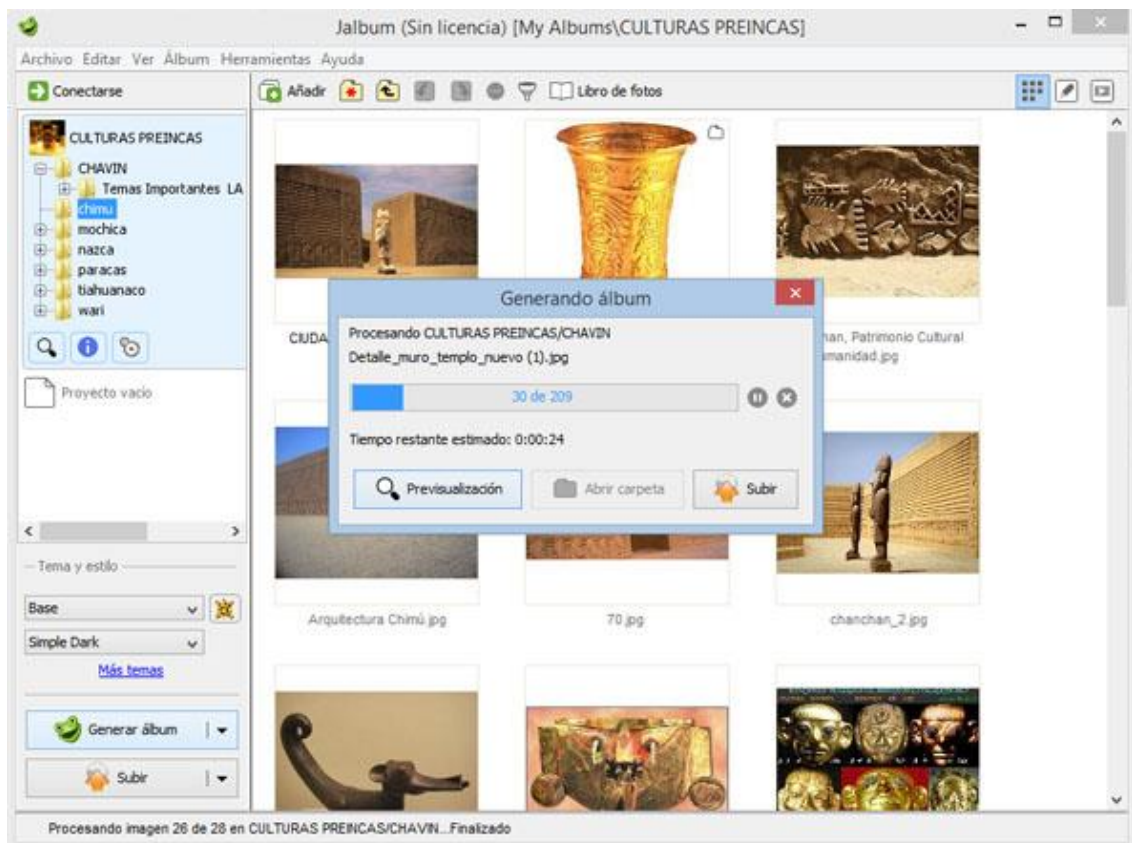 Jalbum (Sin licencia) [My Albums\CULTURAS PREINCAS]
Archivo Editar Ver Álbum Herramientas Ayuda
Conectarse
Añadir
Libro de fotos
CULTURAS PREINCAS
CHAVIN
Temas Importantes LA
chimu
mochica
nazca
paracas
tiahuanaco
wari
Proyecto vacio
Tema y estilo
Base
Simple Dark
Más temas
Generar álbum
Subir
CIUDA
han, Patrimonio Cultural
umanidad.jpg
Generando álbum
Procesando CULTURAS PREINCAS/CHAVIN
Detalle_muro_templo_nuevo (1).jpg
30 de 209
Tiempo restante estimado: 0:00:24
Previsualización
Abrir carpeta
Subir
Arquitectura Chimú.jpg
70.jpg
chanchan_2.jpg
Procesando imagen 26 de 28 en CULTURAS PREINCAS/CHAVIN...Finalizado